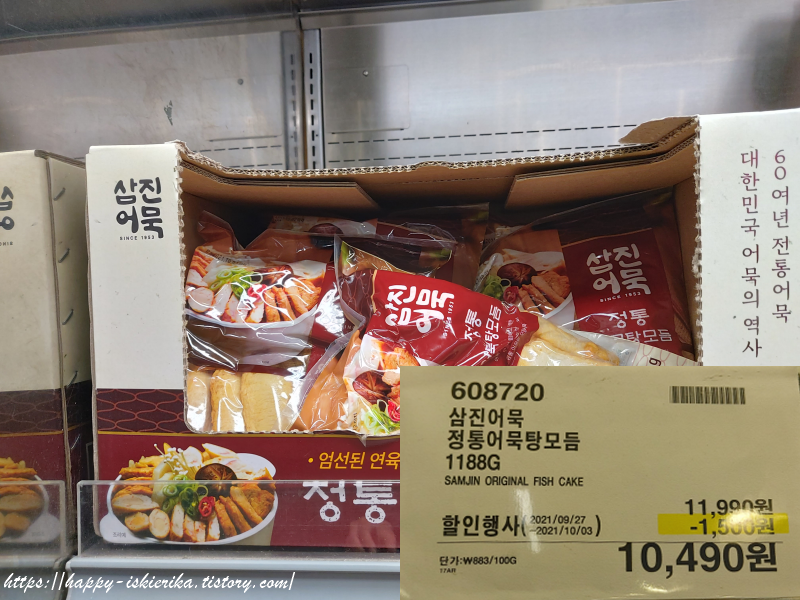 삼진
어묵
SINCE 1953
60여년 전통어묵
대한민국 어묵의 역사
삼진
어묵
SINCE 1953
정통
탕모듬
삼진
어묵
정통
묵탕모듬
• 엄선된 연육
정통
608720
삼진어묵
정통어묵탕모듬
1188G
SAMJIN ORIGINAL FISH CAKE
11,990원
할인행사(2021/09/27
-2021/10/03)
-1,500원
단가:₩883/100G
10,490원
https://happy-iskierika.tistory.com/